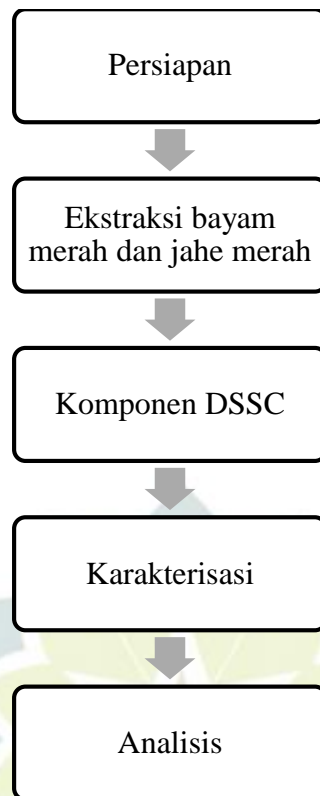 Persiapan
Ekstraksi bayam
merah dan jahe merah
Komponen DSSC
Karakterisasi
Analisis